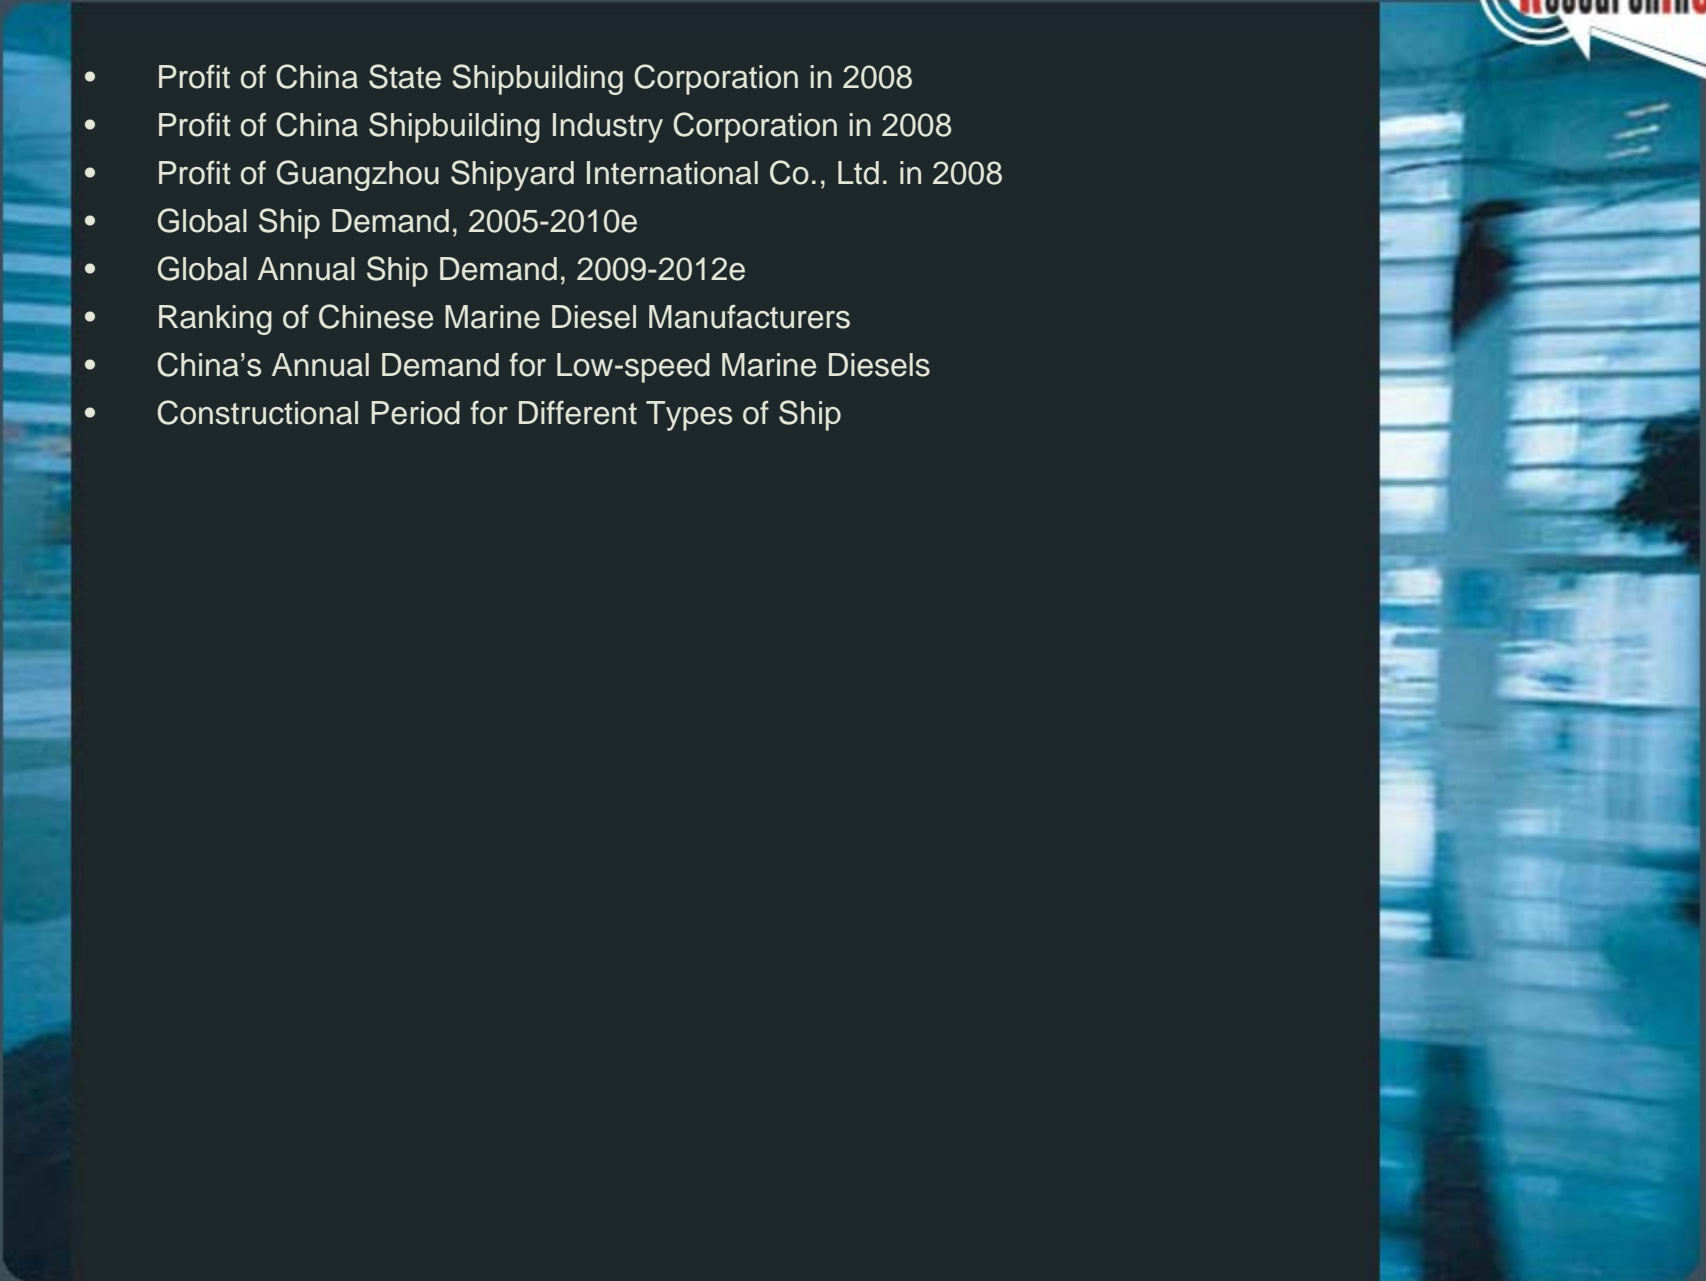 • Profit of China State Shipbuilding Corporation in 2008
• Profit of China Shipbuilding Industry Corporation in 2008
• Profit of Guangzhou Shipyard International Co., Ltd. in 2008
• Global Ship Demand, 2005-2010e
• Global Annual Ship Demand, 2009-2012e
• Ranking of Chinese Marine Diesel Manufacturers
• China’s Annual Demand for Low-speed Marine Diesels
• Constructional Period for Different Types of Ship